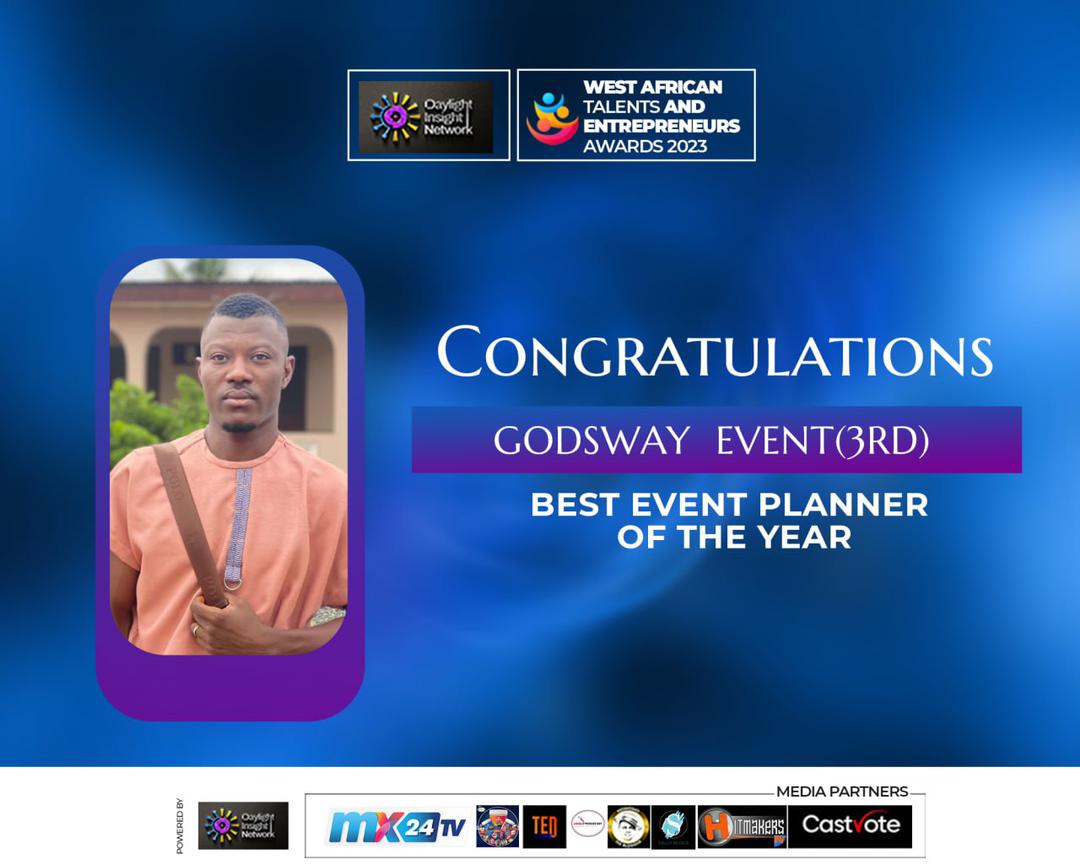 Daylight
Insight
Network
WEST AFRICAN
TALENTS AND
ENTREPRENEURS
AWARDS 2023
CONGRATULATIONS
GODSWAY EVENT(3RD)
BEST EVENT PLANNER
OF THE YEAR
POLO
POWERED BY
Daylight
Insight
Network
MEDIA PARTNERS
MX24TV
TEQ
HITMAKERS
Castvote